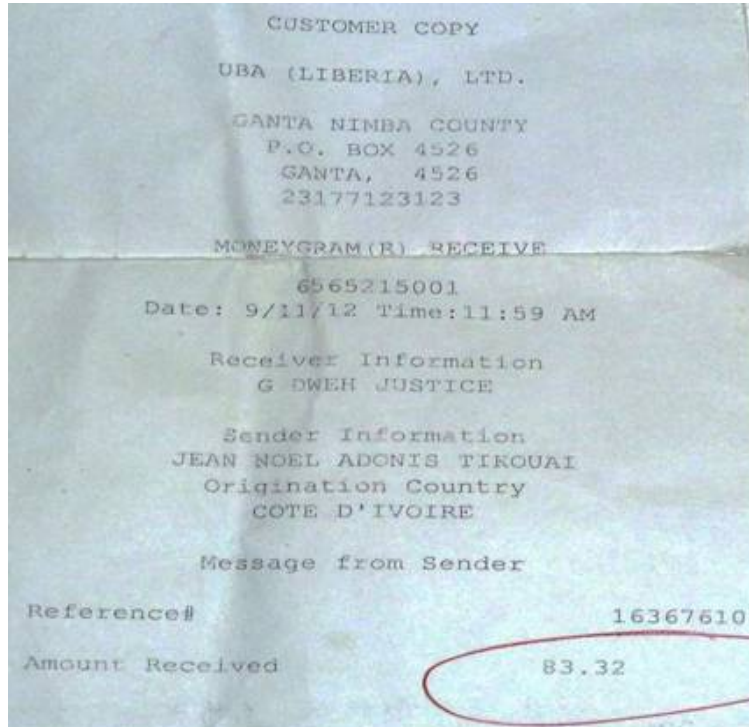 CUSTOMER COPY
UBA (LIBERIA), LTD.
GANTA NIMBA COUNTY
P.O. BOX 4526
GANTA, 4526
23177123123
MONEYGRAM(R) RECEIVE
6565215001
Date: 9/11/12 Time:11:59 AM
Receiver Information
G DWEH JUSTICE
Sender Information
JEAN NOEL ADONIS TIKOUAI
Origination Country
COTE D'IVOIRE
Message from Sender
Reference# 16367610
Amount Received 83.32